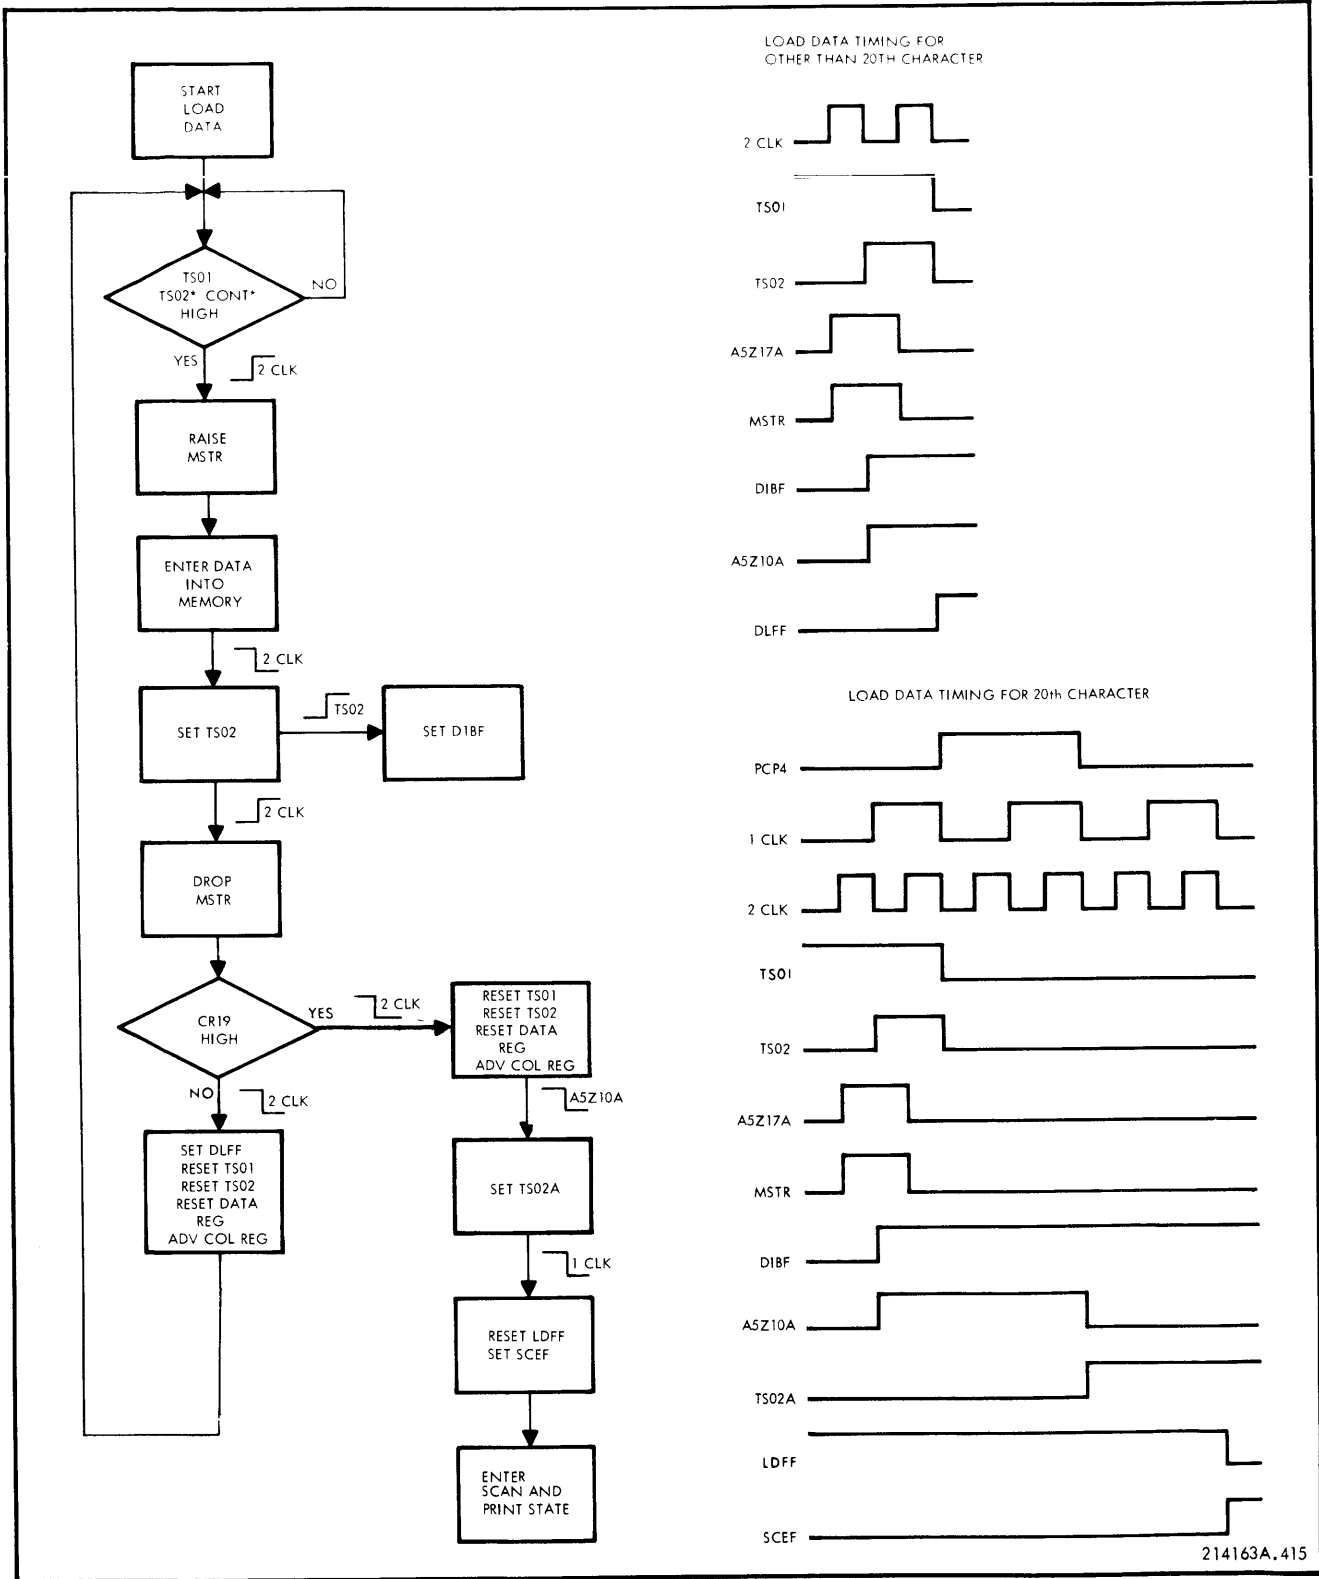 START
LOAD
DATA
TS01
TS02* CONT*
HIGH
NO
YES
2 CLK
RAISE
MSTR
ENTER DATA
INTO
MEMORY
2 CLK
SET TS02
TS02
SET D1BF
2 CLK
DROP
MSTR
CR19
HIGH
YES
2 CLK
NO
2 CLK
SET DLFF
RESET TS01
RESET TS02
RESET DATA
REG
ADV COL REG
RESET TS01
RESET TS02
RESET DATA
REG
ADV COL REG
A5Z10A
SET TS02A
1 CLK
RESET LDFF
SET SCEF
ENTER
SCAN AND
PRINT STATE
LOAD DATA TIMING FOR
OTHER THAN 20TH CHARACTER
2 CLK
TS01
TS02
A5Z17A
MSTR
D1BF
A5Z10A
DLFF
LOAD DATA TIMING FOR 20th CHARACTER
PCP4
1 CLK
2 CLK
TS01
TS02
A5Z17A
MSTR
D1BF
A5Z10A
TS02A
LDFF
SCEF
214163A.415